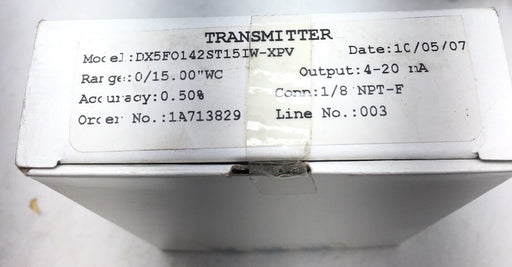 TRANSMITTER
Model:DX5F0142ST15IW-XPV Date:10/05/07
Range:0/15.00"WC Output:4-20 mA
Accuracy:0.50% Conn:1/8 NPT-F
Order No.:1A713829 Line No.:003